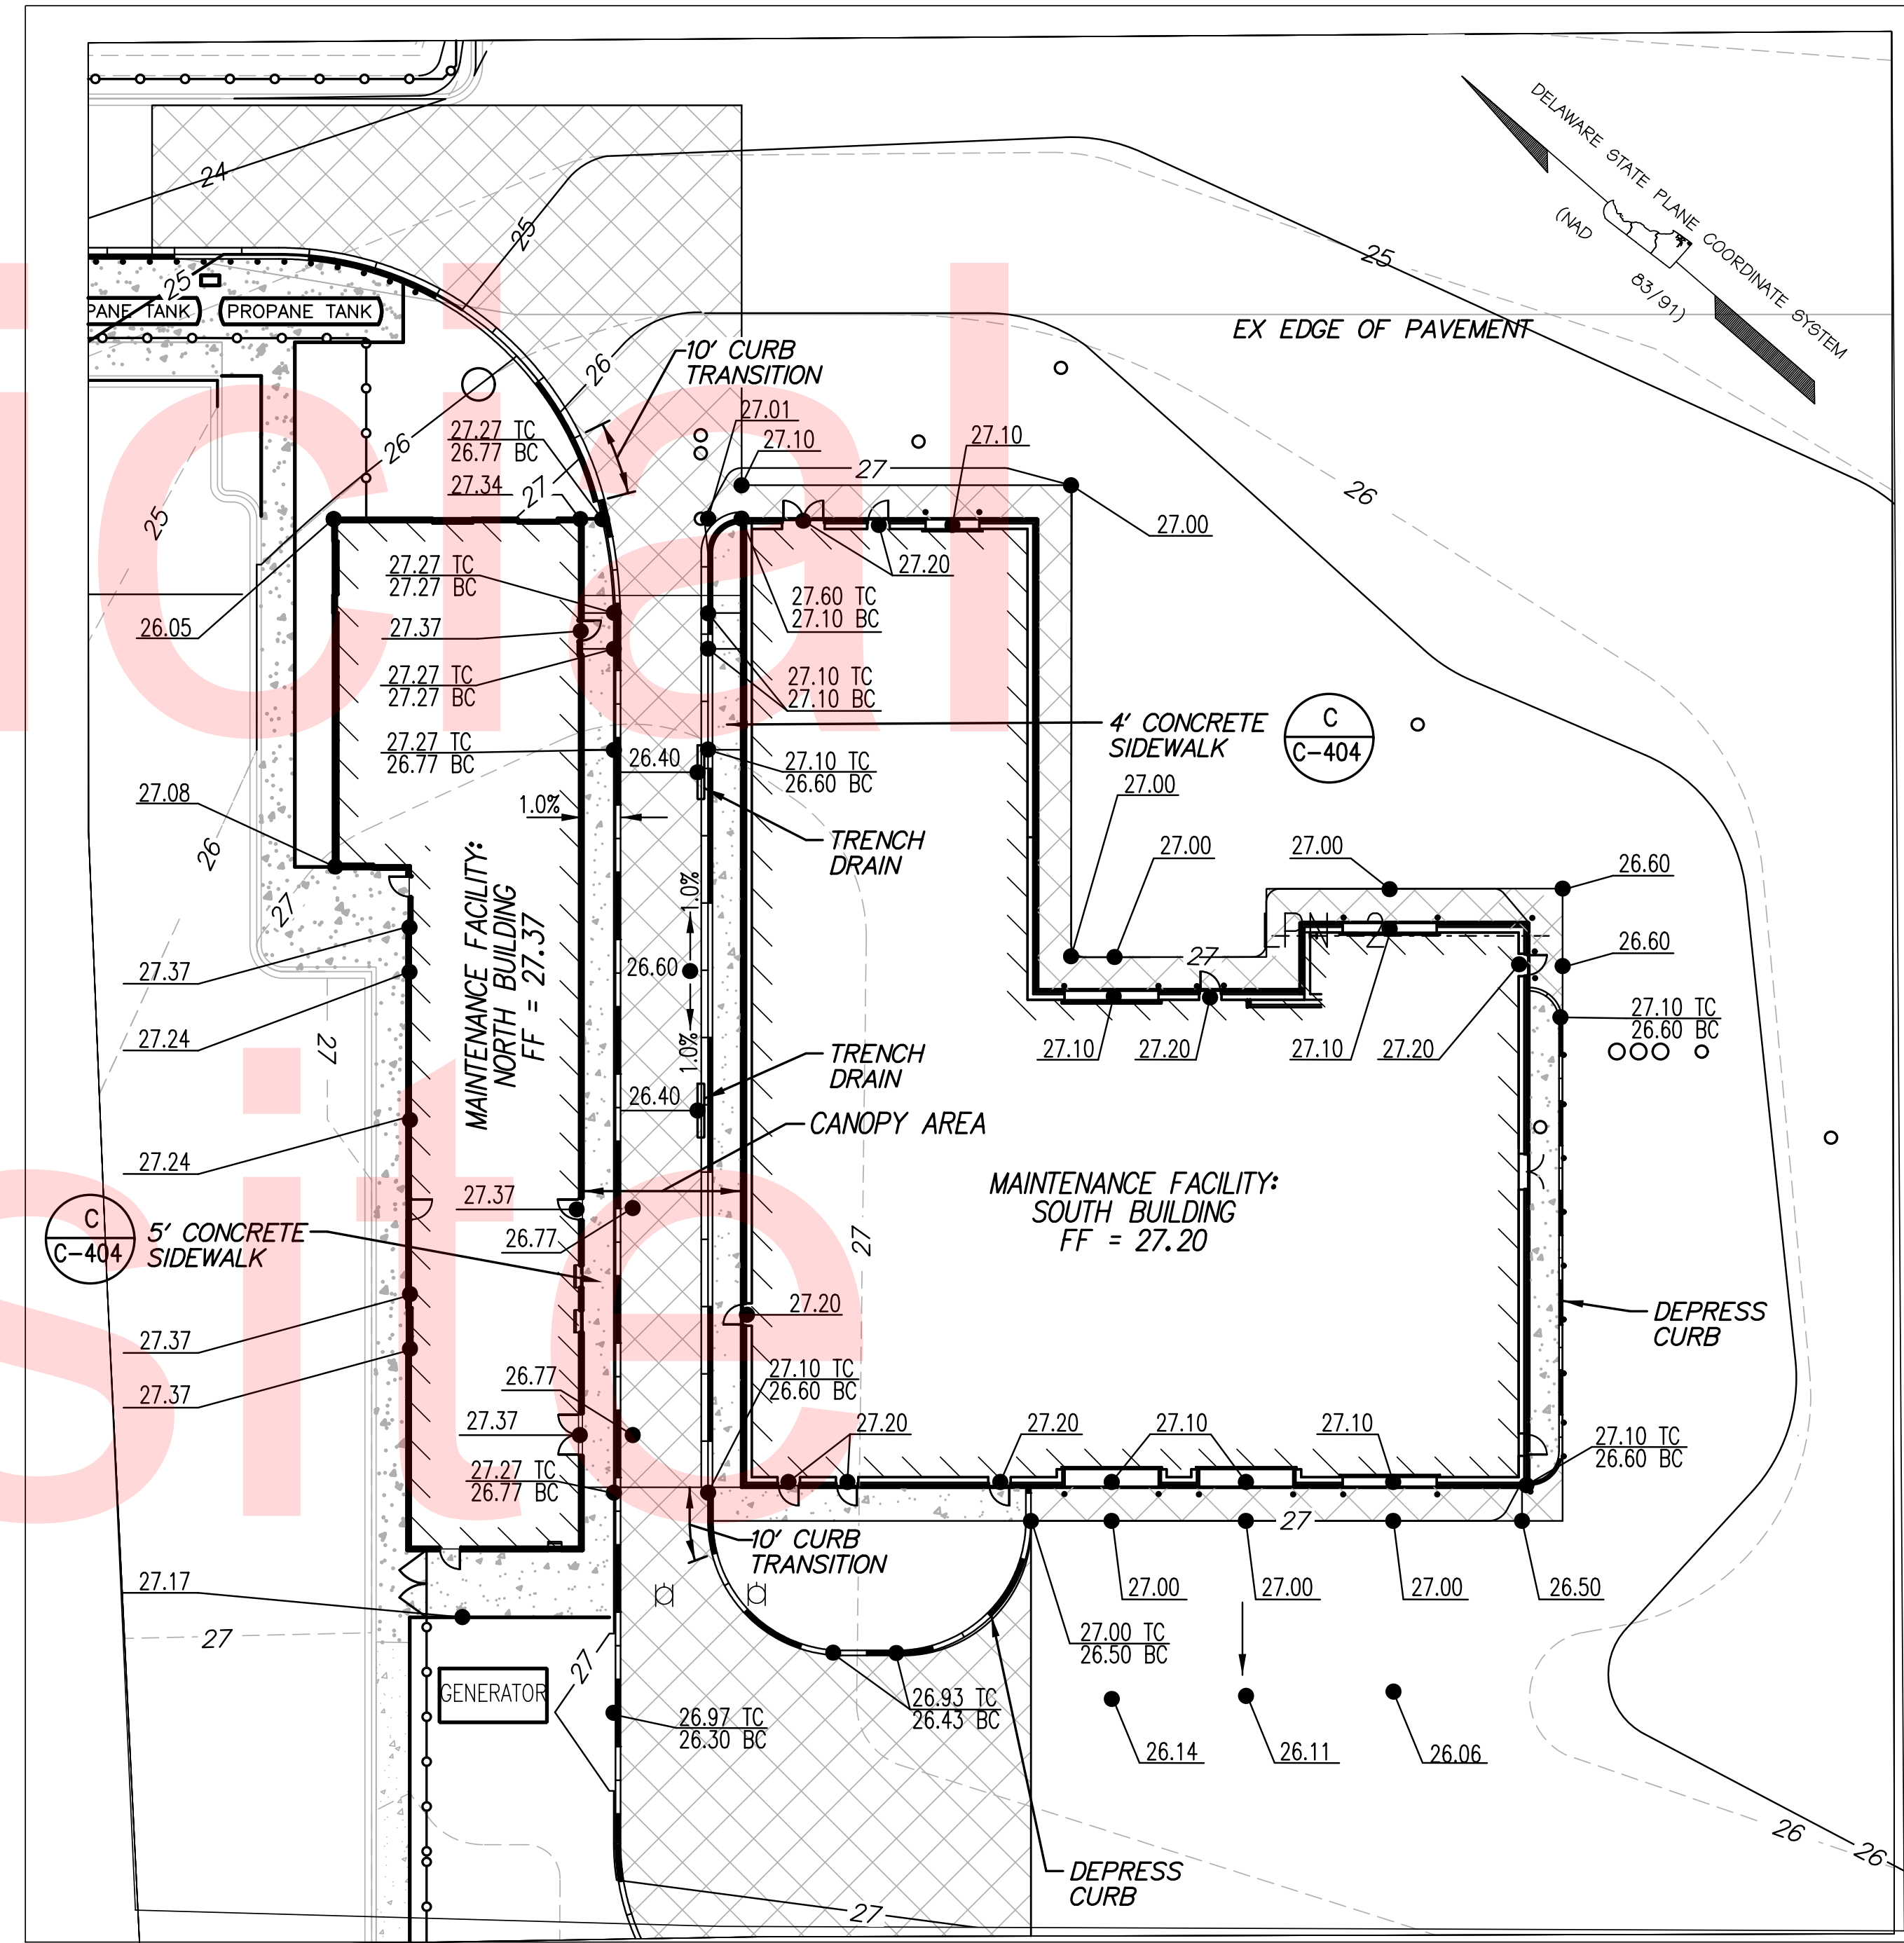 24
25
25
DELAWARE STATE PLANE COORDINATE SYSTEM
(NAD
83/91)
EX EDGE OF PAVEMENT
25
PANE TANK
PROPANE TANK
26
10' CURB
TRANSITION
27.01
27.10
27.10
27
27.27 TC
26.77 BC
27.34
27
26
25
26
27.00
27.20
27.27 TC
27.27 BC
27.60 TC
27.10 BC
26.05
27.37
27.27 TC
27.27 BC
27.10 TC
27.10 BC
27.27 TC
26.77 BC
26.40
27.10 TC
26.60 BC
4' CONCRETE
SIDEWALK
C
C-404
27.00
27.08
1.0%
TRENCH
DRAIN
26
27
27.00
27.00
26.60
MAINTENANCE FACILITY:
NORTH BUILDING
FF = 27.37
1.0%
26.60
1.0%
27
26.60
27.37
27.24
27
27.10
27.20
27.10
27.20
27.10 TC
26.60 BC
TRENCH
DRAIN
26.40
CANOPY AREA
27.24
27.37
26.77
27
MAINTENANCE FACILITY:
SOUTH BUILDING
FF = 27.20
C
C-404
5' CONCRETE
SIDEWALK
27.20
DEPRESS
CURB
27.37
27.37
26.77
27.37
27.10 TC
26.60 BC
27.20
27.20
27.10
27.10
27.10 TC
26.60 BC
27.27 TC
26.77 BC
27
10' CURB
TRANSITION
27.17
27.00
27.00
27.00
26.50
27
27
27.00 TC
26.50 BC
GENERATOR
26.97 TC
26.30 BC
26.93 TC
26.43 BC
26.14
26.11
26.06
26
26
DEPRESS
CURB
27
icial
site